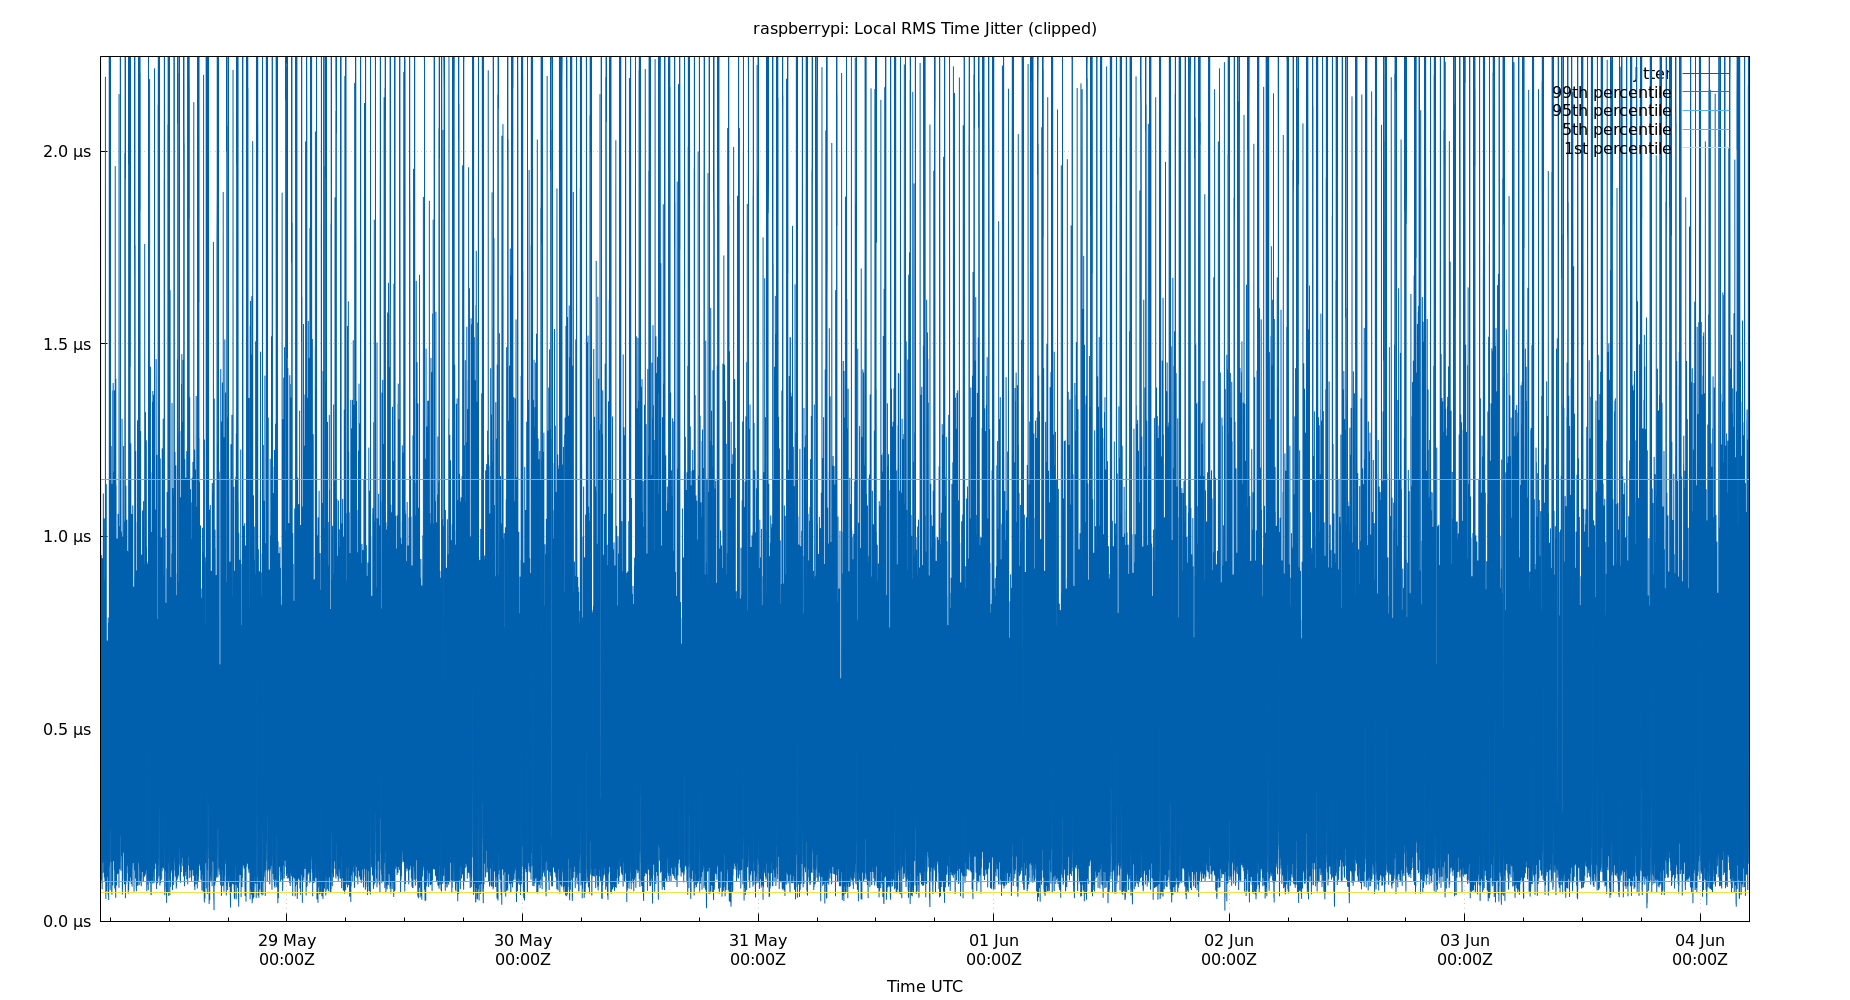 raspberrypi: Local RMS Time Jitter (clipped)
jitter
99th percentile
95th percentile
5th percentile
1st percentile
2.0 µs
1.5 µs
1.0 µs
0.5 µs
0.0 µs
29 May 30 May 31 May 01 Jun 02 Jun 03 Jun 04 Jun
00:00Z 00:00Z 00:00Z 00:00Z 00:00Z 00:00Z 00:00Z
Time UTC